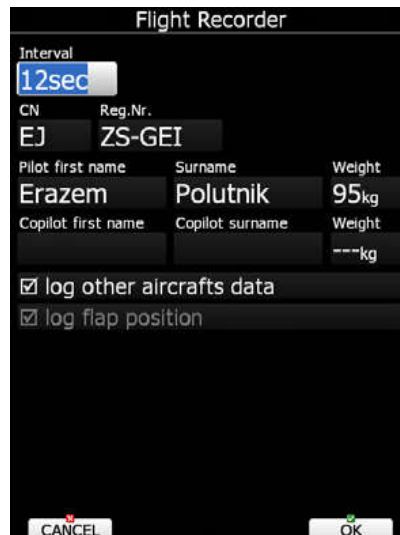 Flight Recorder
Interval
12sec
CN Reg.Nr.
EJ ZS-GEI
Pilot first name Surname Weight
Erazem Polutnik 95kg
Copilot first name Copilot surname Weight
---kg
log other aircrafts data
log flap position
CANCEL OK